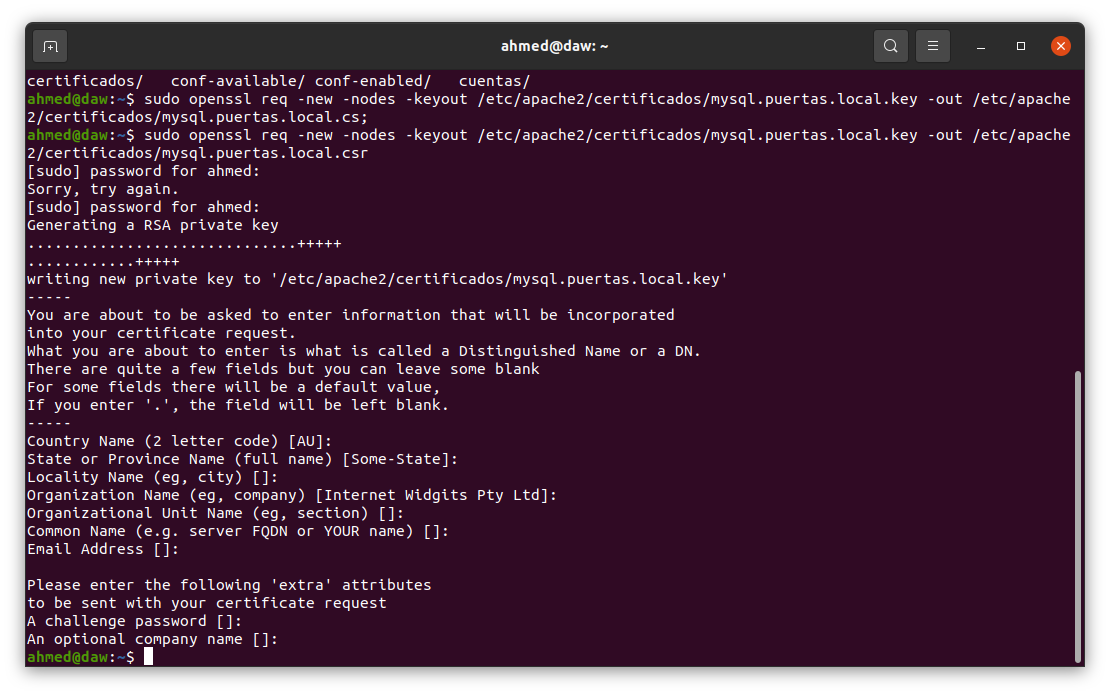 ahmed@daw: ~
certificados/   conf-available/ conf-enabled/   cuentas/
ahmed@daw:~$ sudo openssl req -new -nodes -keyout /etc/apache2/certificados/mysql.puertas.local.key -out /etc/apache
2/certificados/mysql.puertas.local.cs;
ahmed@daw:~$ sudo openssl req -new -nodes -keyout /etc/apache2/certificados/mysql.puertas.local.key -out /etc/apache
2/certificados/mysql.puertas.local.csr
[sudo] password for ahmed:
Sorry, try again.
[sudo] password for ahmed:
Generating a RSA private key
..............................+++++
............+++++
writing new private key to '/etc/apache2/certificados/mysql.puertas.local.key'
-----
You are about to be asked to enter information that will be incorporated
into your certificate request.
What you are about to enter is what is called a Distinguished Name or a DN.
There are quite a few fields but you can leave some blank
For some fields there will be a default value,
If you enter '.', the field will be left blank.
-----
Country Name (2 letter code) [AU]:
State or Province Name (full name) [Some-State]:
Locality Name (eg, city) []:
Organization Name (eg, company) [Internet Widgits Pty Ltd]:
Organizational Unit Name (eg, section) []:
Common Name (e.g. server FQDN or YOUR name) []:
Email Address []:

Please enter the following 'extra' attributes
to be sent with your certificate request
A challenge password []:
An optional company name []:
ahmed@daw:~$